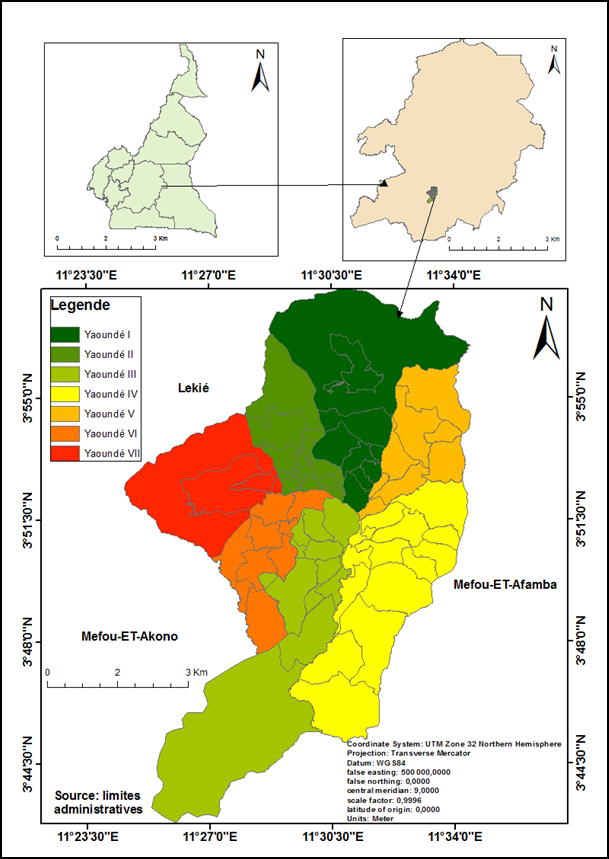 N
N
0 2 3 Km
0 2 3 Km
11°23'30"E 11°27'0"E 11°30'30"E 11°34'0"E
Legende
Yaoundé I
Yaoundé II
Yaoundé III
Yaoundé IV
Yaoundé V
Yaoundé VI
Yaoundé VII
N
Lekié
3°55'0"N
3°55'0"N
3°51'30"N
3°51'30"N
Mefou-ET-Afamba
Mefou-ET-Akono
3°48'0"N
3°48'0"N
0 2 3 Km
3°44'30"N
3°44'30"N
Coordinate System: UTM Zone 32 Northern Hemisphere
Projection: Transverse Mercator
Datum: WGS84
false easting: 500 000,0000
false northing: 0,0000
central meridian: 9,0000
scale factor: 0,9996
latitude of origin: 0,0000
Units: Meter
Source: limites
administratives
11°23'30"E 11°27'0"E 11°30'30"E 11°34'0"E